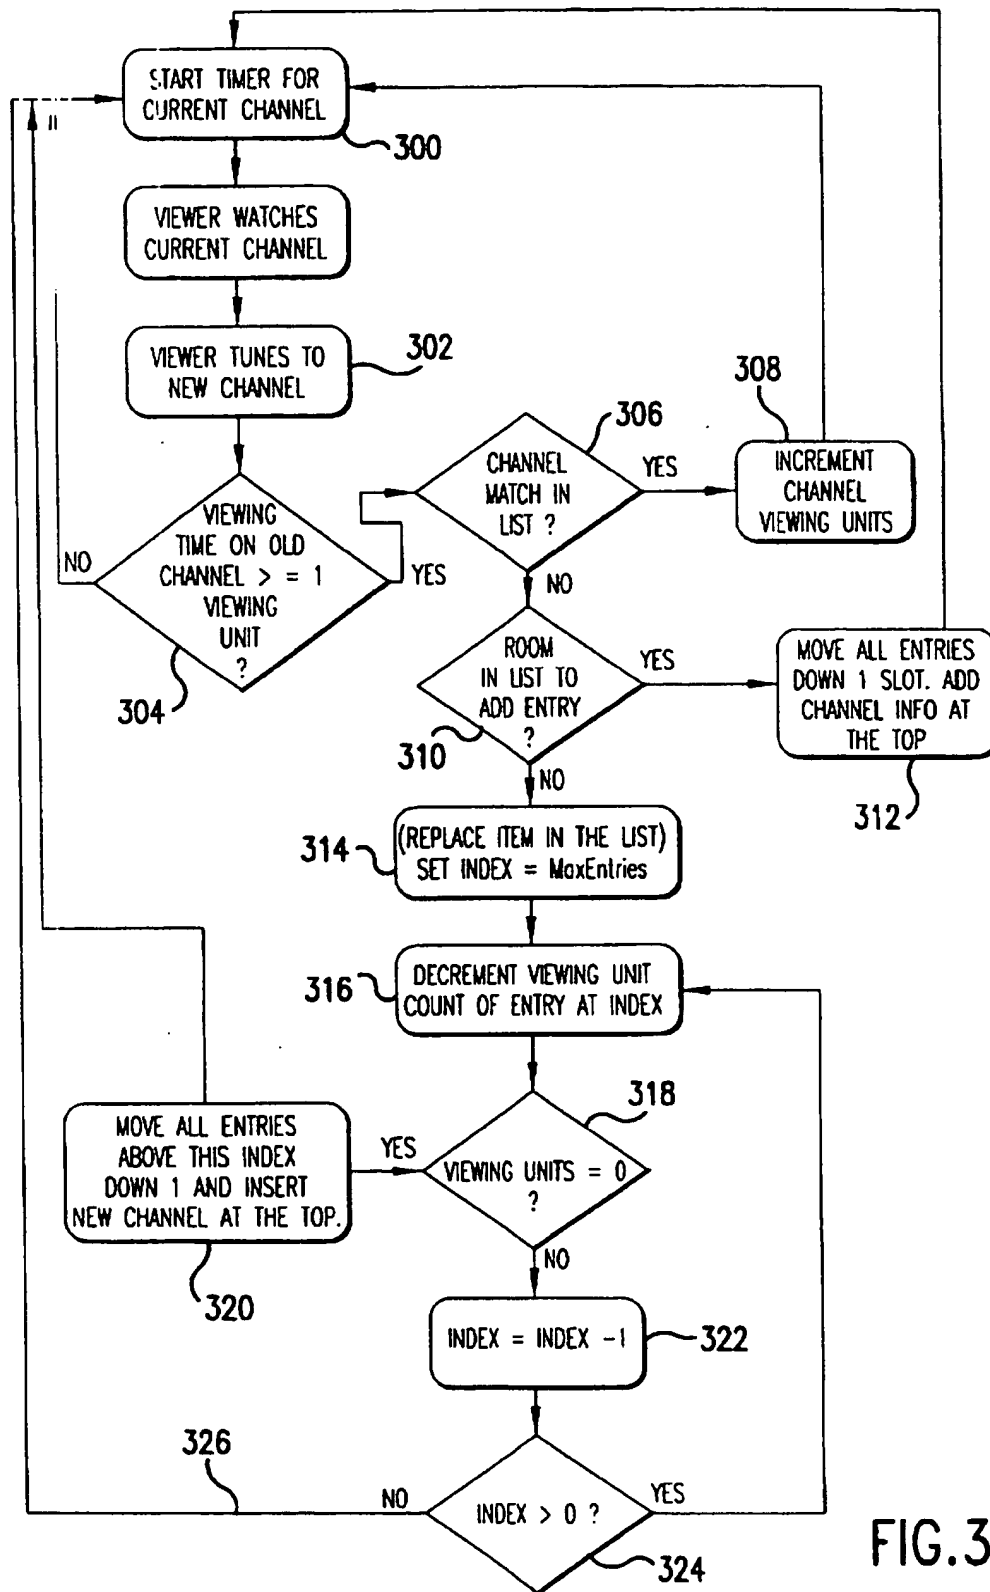 START TIMER FOR
CURRENT CHANNEL
300
VIEWER WATCHES
CURRENT CHANNEL
VIEWER TUNES TO
NEW CHANNEL
302
VIEWING
TIME ON OLD
CHANNEL > = 1
VIEWING
UNIT
?
NO
YES
304
306
CHANNEL
MATCH IN
LIST ?
YES
NO
308
INCREMENT
CHANNEL
VIEWING UNITS
ROOM
IN LIST TO
ADD ENTRY
?
YES
NO
310
MOVE ALL ENTRIES
DOWN 1 SLOT. ADD
CHANNEL INFO AT
THE TOP
312
314
(REPLACE ITEM IN THE LIST)
SET INDEX = MaxEntries
316
DECREMENT VIEWING UNIT
COUNT OF ENTRY AT INDEX
318
VIEWING UNITS = 0
?
YES
NO
MOVE ALL ENTRIES
ABOVE THIS INDEX
DOWN 1 AND INSERT
NEW CHANNEL AT THE TOP.
320
INDEX = INDEX -1
322
326
NO
INDEX > 0 ?
YES
324
FIG.3